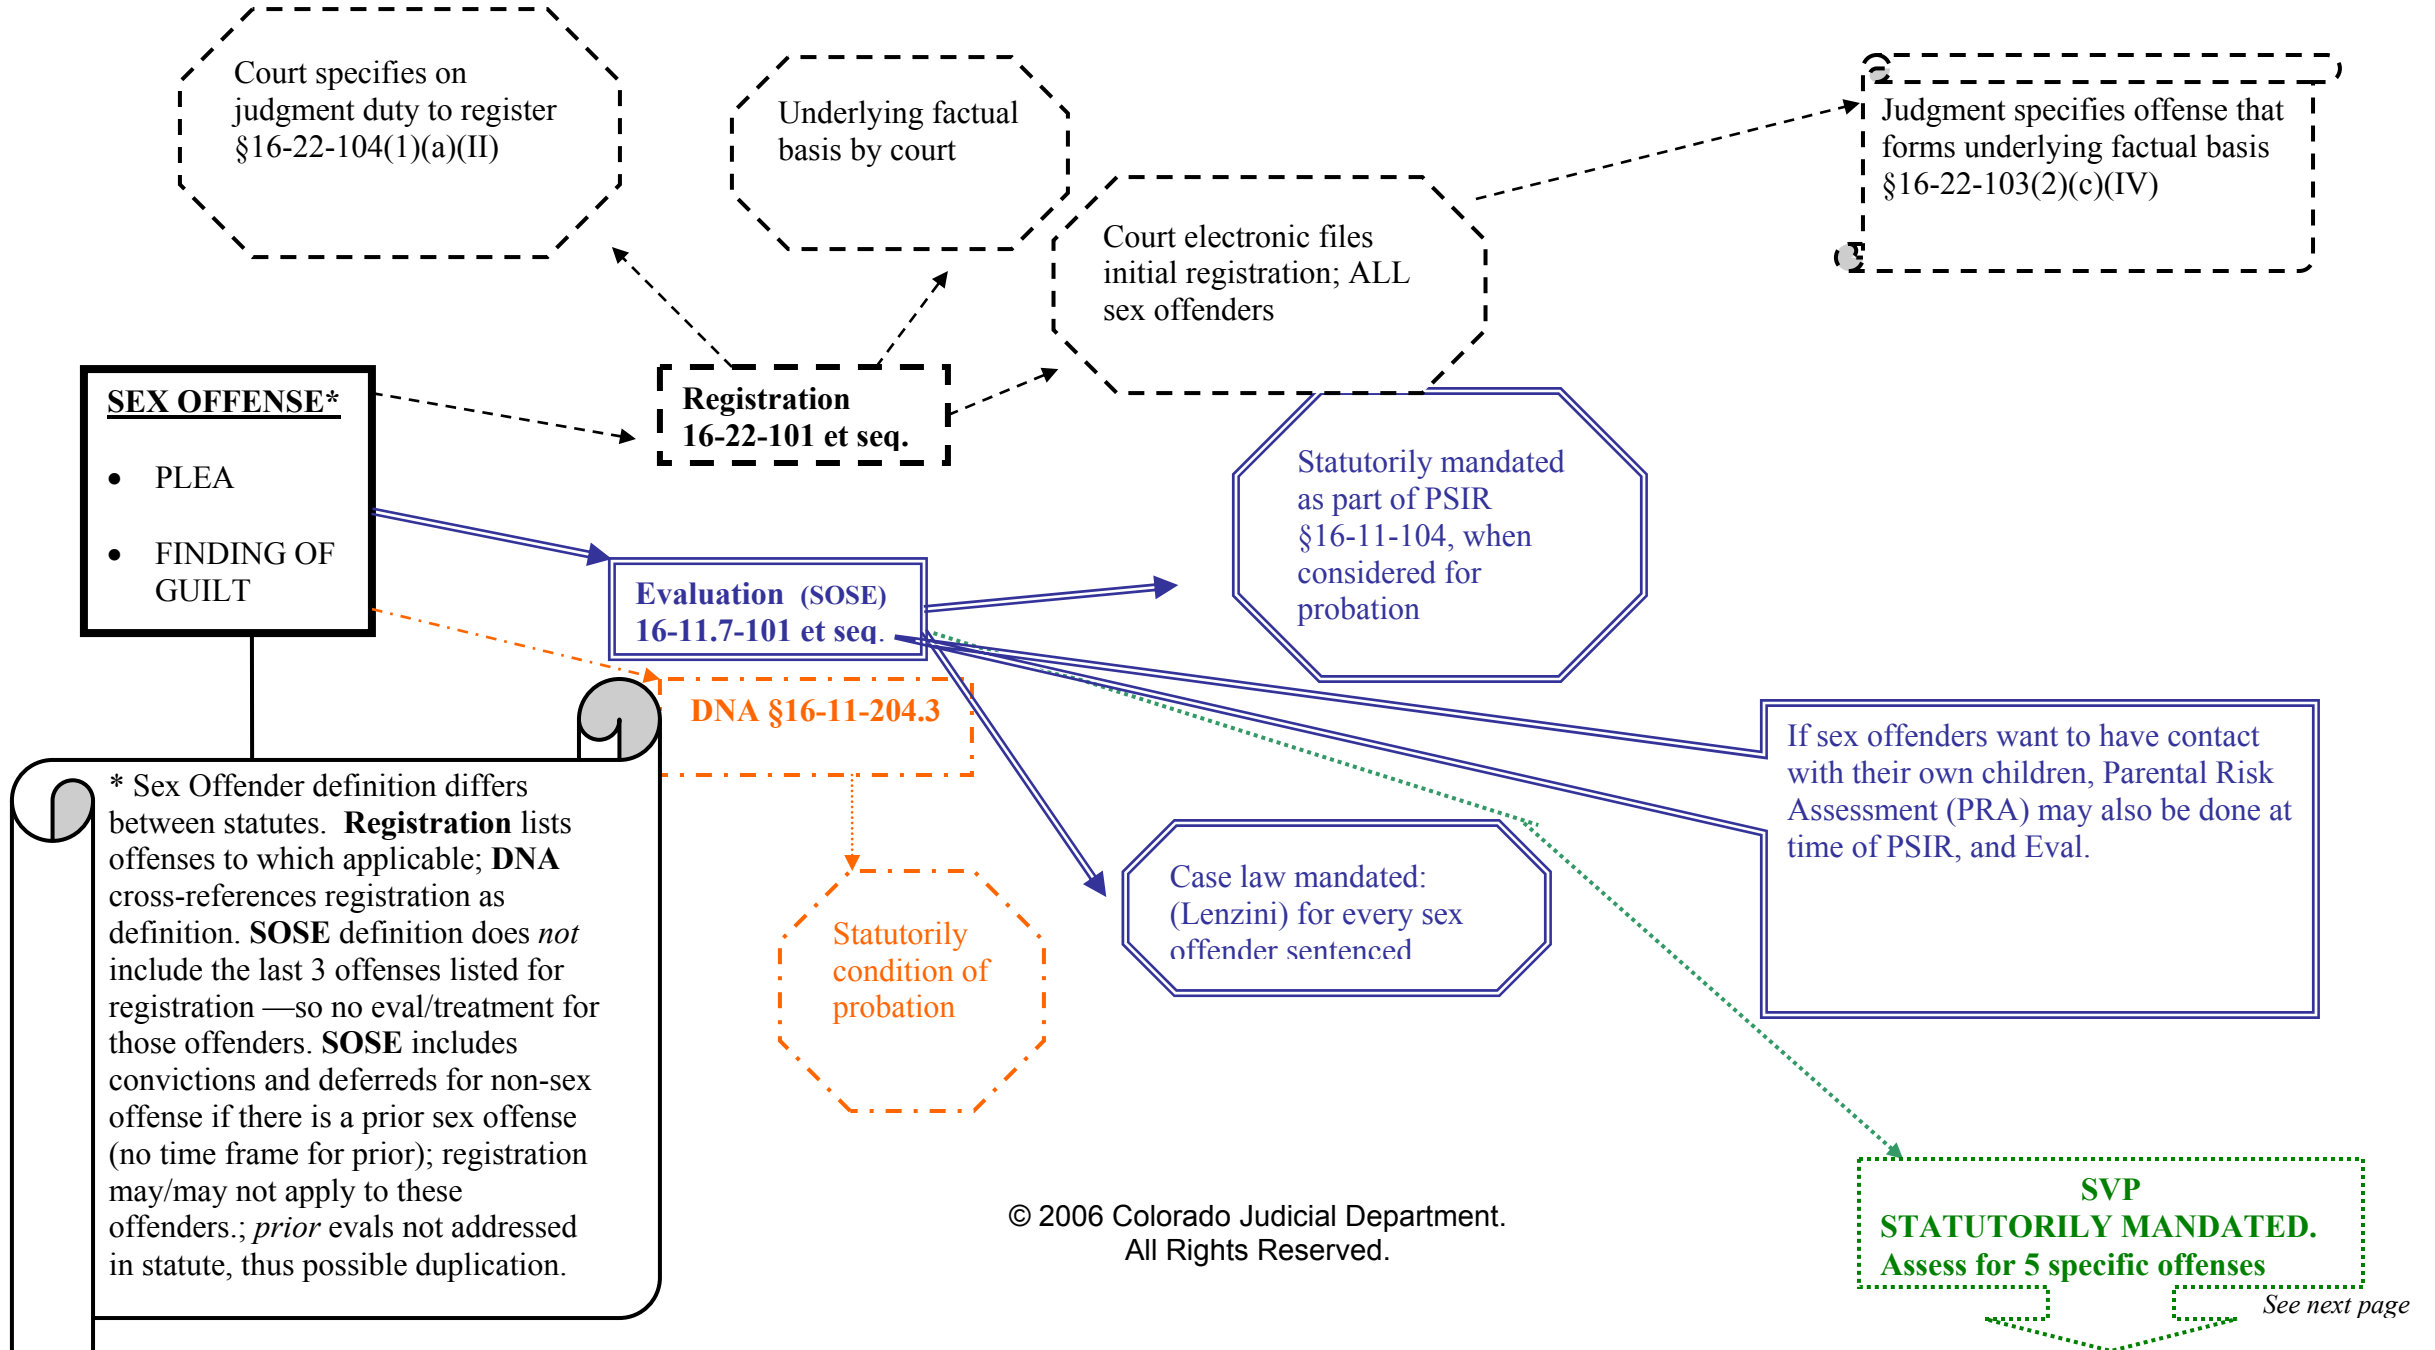 Court specifies on
judgment duty to register
§16-22-104(1)(a)(II)
Underlying factual
basis by court
Court electronic files
initial registration; ALL
sex offenders
Judgment specifies offense that
forms underlying factual basis
§16-22-103(2)(c)(IV)
SEX OFFENSE*
• PLEA
• FINDING OF
GUILT
Registration
16-22-101 et seq.
Statutorily mandated
as part of PSIR
§16-11-104, when
considered for
probation
Evaluation (SOSE)
16-11.7-101 et seq.
DNA §16-11-204.3
If sex offenders want to have contact
with their own children, Parental Risk
Assessment (PRA) may also be done at
time of PSIR, and Eval.
Case law mandated:
(Lenzini) for every sex
offender sentenced
Statutorily
condition of
probation
* Sex Offender definition differs
between statutes. Registration lists
offenses to which applicable; DNA
cross-references registration as
definition. SOSE definition does not
include the last 3 offenses listed for
registration —so no eval/treatment for
those offenders. SOSE includes
convictions and deferreds for non-sex
offense if there is a prior sex offense
(no time frame for prior); registration
may/may not apply to these
offenders.; prior evals not addressed
in statute, thus possible duplication.
© 2006 Colorado Judicial Department.
All Rights Reserved.
SVP
STATUTORILY MANDATED.
Assess for 5 specific offenses
See next page